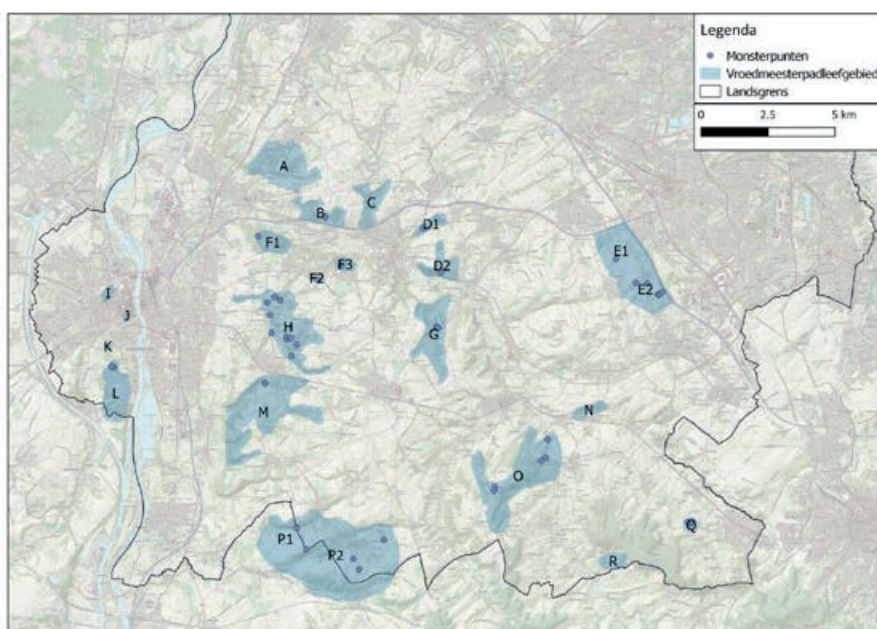 Legenda
Monsterpunten
Vroedmeesterpadleefgebied
Landsgrens
0 2.5 5 km
A
B
C
D1
F1
F3
D2
E1
F2
E2
I
J
H
G
K
L
M
N
O
P1
P2
Q
R